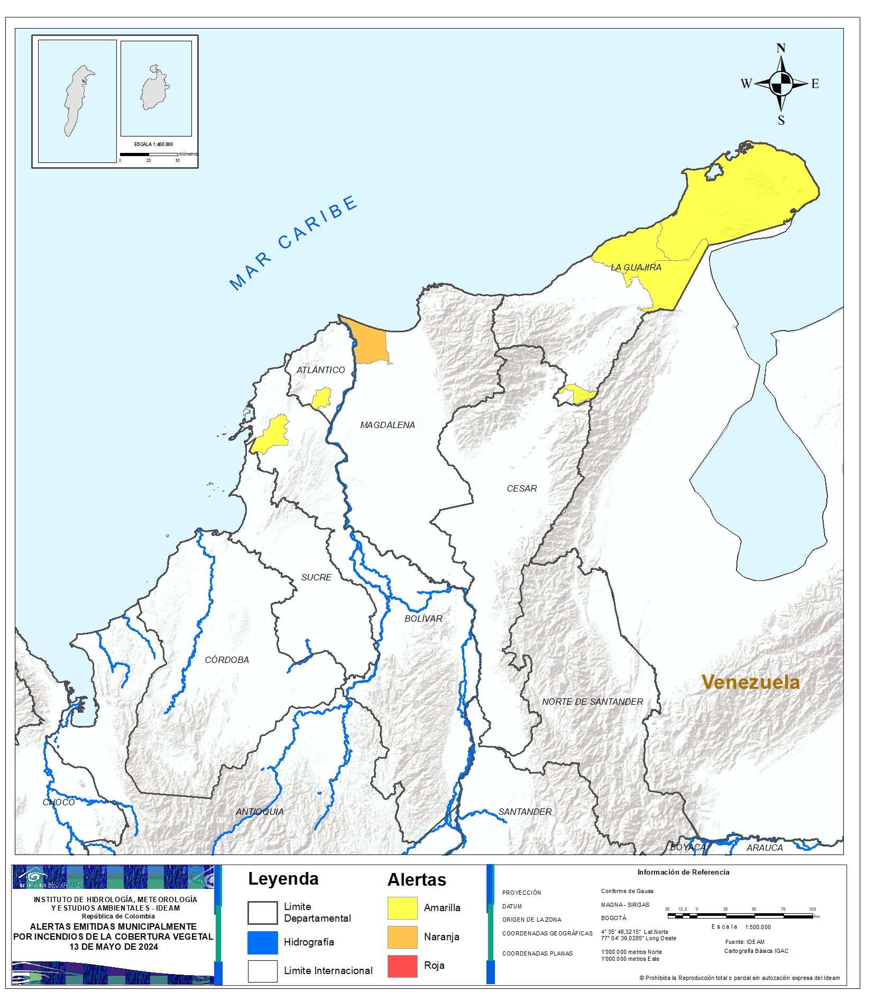 ESCALA 1:400.000
Kilómetros
0 25 50
N
W E
S
MAR CARIBE
LA GUAJIRA
ATLÁNTICO
MAGDALENA
CESAR
SUCRE
BOLÍVAR
CÓRDOBA
Venezuela
NORTE DE SANTANDER
CHOCÓ
ANTIOQUIA
SANTANDER
BOYACÁ
ARAUCA
IDEAM
INSTITUTO DE HIDROLOGÍA, METEOROLOGÍA
Y ESTUDIOS AMBIENTALES - IDEAM
República de Colombia
ALERTAS EMITIDAS MUNICIPALMENTE
POR INCENDIOS DE LA COBERTURA VEGETAL
13 DE MAYO DE 2024
Leyenda
Limite
Departamental
Hidrografía
Limite Internacional
Alertas
Amarilla
Naranja
Roja
Información de Referencia
PROYECCIÓN Conforme de Gauss
DATUM MAGNA - SIRGAS
ORIGEN DE LA ZONA BOGOTÁ
COORDENADAS GEOGRÁFICAS 4° 35' 46,3215" Lat.Norte
77° 04' 39,0285" Long.Oeste
COORDENADAS PLANAS 1'000.000 metros Norte
1'000.000 metros Este
25 12,5 0 25 50 75 100
Km
Escala 1:500.000
Fuente: IDEAM
Cartografía Básica IGAC
© Prohibida la Reproducción total o parcial sin autozación expresa del Ideam